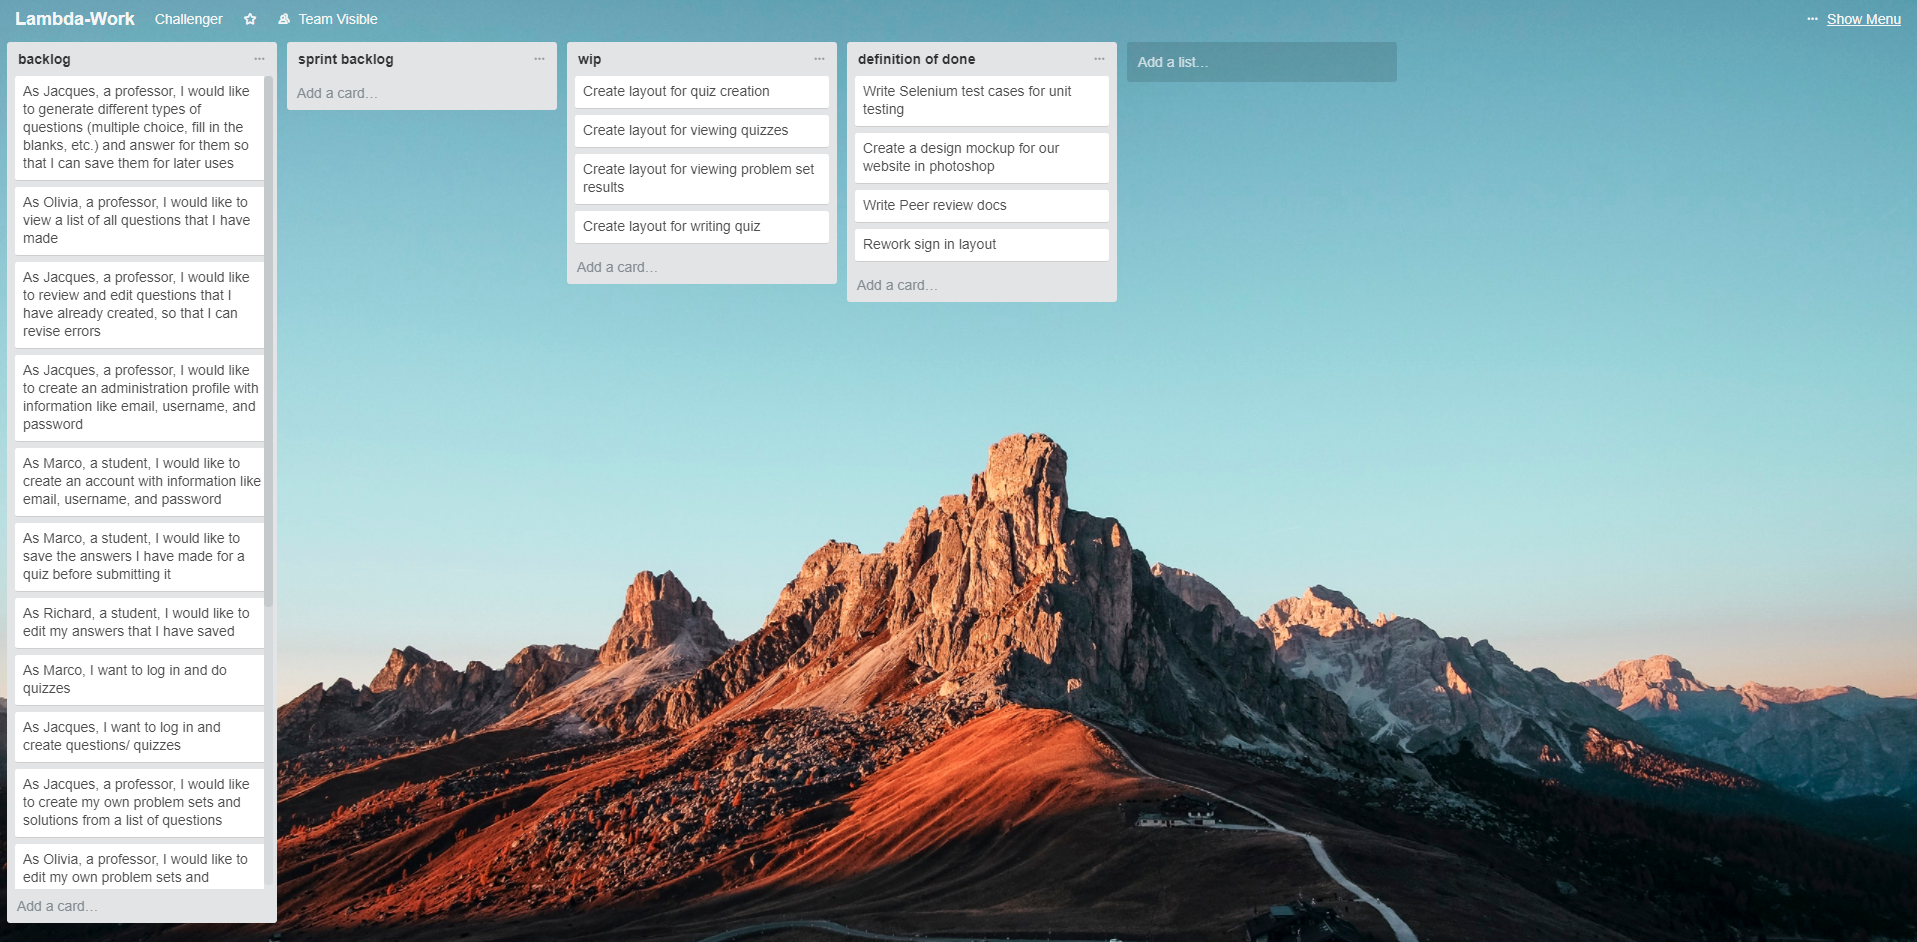 Lambda-Work Challenger Team Visible ··· Show Menu
backlog ···
As Jacques, a professor, I would like
to generate different types of
questions (multiple choice, fill in the
blanks, etc.) and answer for them so
that I can save them for later uses
As Olivia, a professor, I would like to
view a list of all questions that I have
made
As Jacques, a professor, I would like
to review and edit questions that I
have already created, so that I can
revise errors
As Jacques, a professor, I would like
to create an administration profile with
information like email, username, and
password
As Marco, a student, I would like to
create an account with information like
email, username, and password
As Marco, a student, I would like to
save the answers I have made for a
quiz before submitting it
As Richard, a student, I would like to
edit my answers that I have saved
As Marco, I want to log in and do
quizzes
As Jacques, I want to log in and
create questions/ quizzes
As Jacques, a professor, I would like
to create my own problem sets and
solutions from a list of questions
As Olivia, a professor, I would like to
edit my own problem sets and
Add a card…
sprint backlog ···
Add a card…
wip ···
Create layout for quiz creation
Create layout for viewing quizzes
Create layout for viewing problem set
results
Create layout for writing quiz
Add a card…
definition of done ···
Write Selenium test cases for unit
testing
Create a design mockup for our
website in photoshop
Write Peer review docs
Rework sign in layout
Add a card…
Add a list…